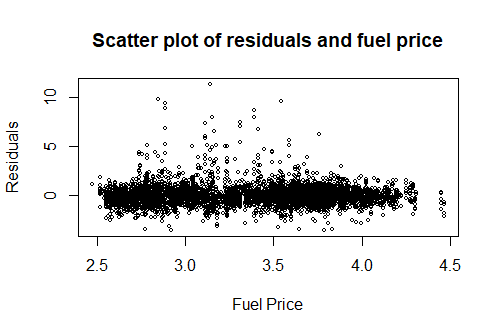 Scatter plot of residuals and fuel price
Residuals
10
5
0
2.5 3.0 3.5 4.0 4.5
Fuel Price